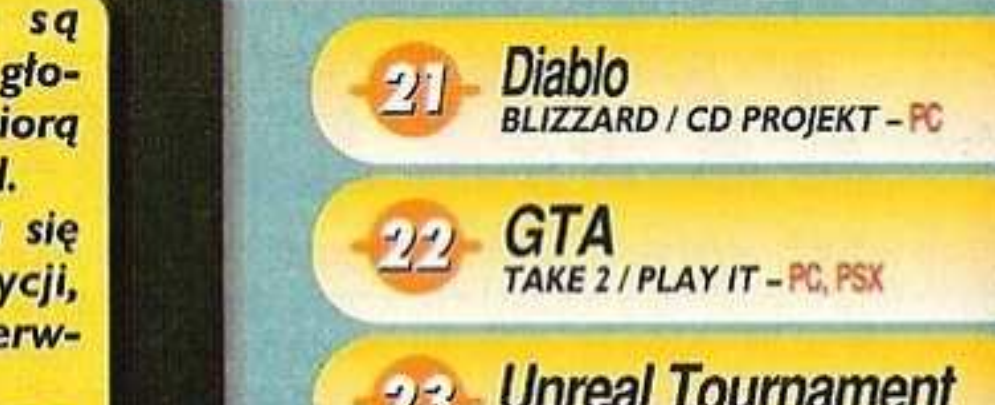 są
gło-
iorą
się
ycji,
erw-
21 Diablo
BLIZZARD / CD PROJEKT – PC
22 GTA
TAKE 2 / PLAY IT – PC, PSX
23 Unreal Tournament